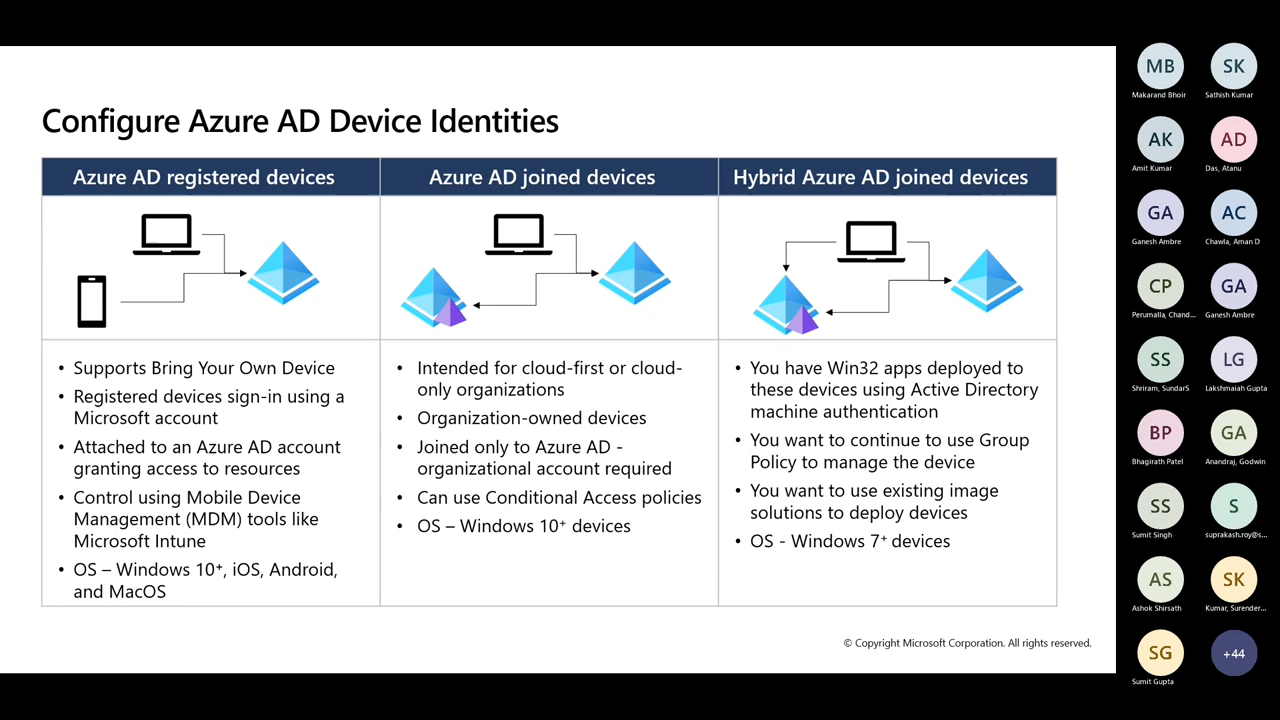 Configure Azure AD Device Identities
Azure AD registered devices
Azure AD joined devices
Hybrid Azure AD joined devices
• Supports Bring Your Own Device
• Registered devices sign-in using a
Microsoft account
• Attached to an Azure AD account
granting access to resources
• Control using Mobile Device
Management (MDM) tools like
Microsoft Intune
• OS – Windows 10⁺, iOS, Android,
and MacOS
• Intended for cloud-first or cloud-
only organizations
• Organization-owned devices
• Joined only to Azure AD -
organizational account required
• Can use Conditional Access policies
• OS – Windows 10⁺ devices
• You have Win32 apps deployed to
these devices using Active Directory
machine authentication
• You want to continue to use Group
Policy to manage the device
• You want to use existing image
solutions to deploy devices
• OS - Windows 7⁺ devices
© Copyright Microsoft Corporation. All rights reserved.
MB
Makarand Bhoir
SK
Sathish Kumar
AK
Amit Kumar
AD
Das, Atanu
GA
Ganesh Ambre
AC
Chawla, Aman D
CP
Perumalla, Chand...
GA
Ganesh Ambre
SS
Shriram, SundarS
LG
Lakshmaiah Gupta
BP
Bhagirath Patel
GA
Anandraj, Godwin
SS
Sumit Singh
S
suprakash.roy@s...
AS
Ashok Shirsath
SK
Kumar, Surender...
SG
Sumit Gupta
+44